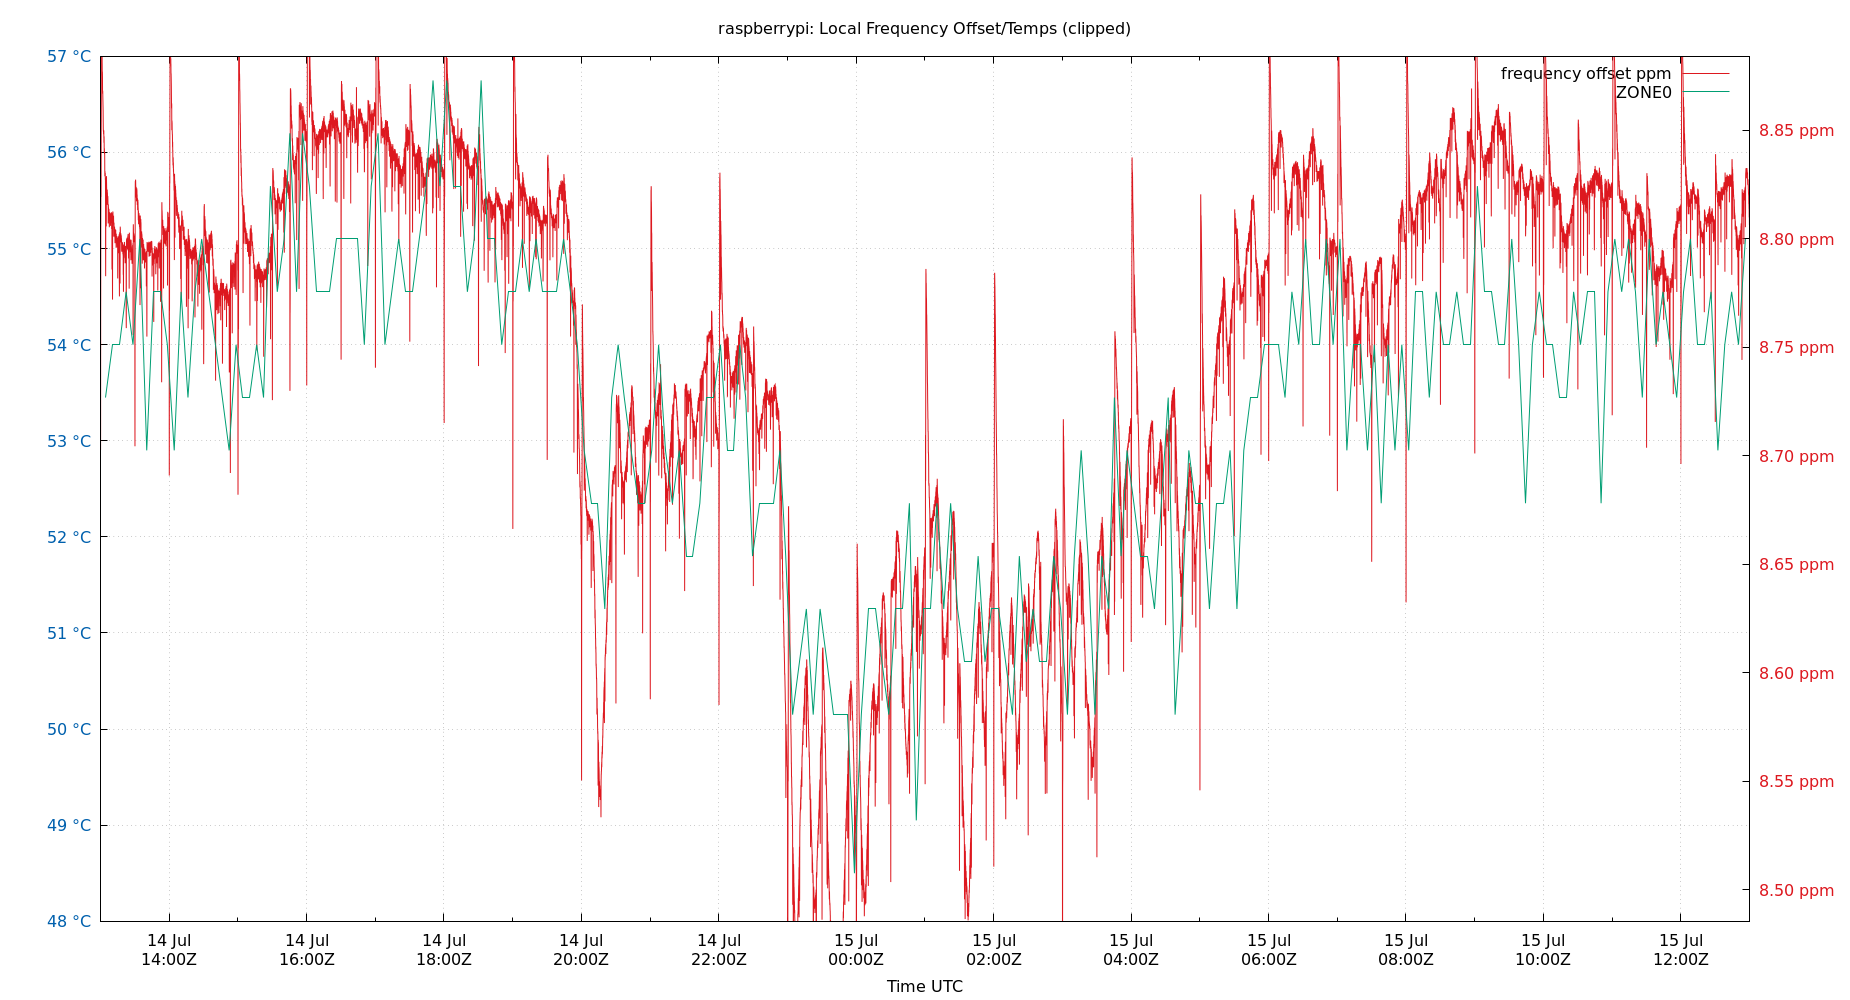 raspberrypi: Local Frequency Offset/Temps (clipped)
frequency offset ppm
ZONE0
57 °C
56 °C
55 °C
54 °C
53 °C
52 °C
51 °C
50 °C
49 °C
48 °C
8.85 ppm
8.80 ppm
8.75 ppm
8.70 ppm
8.65 ppm
8.60 ppm
8.55 ppm
8.50 ppm
14 Jul
14:00Z
14 Jul
16:00Z
14 Jul
18:00Z
14 Jul
20:00Z
14 Jul
22:00Z
15 Jul
00:00Z
15 Jul
02:00Z
15 Jul
04:00Z
15 Jul
06:00Z
15 Jul
08:00Z
15 Jul
10:00Z
15 Jul
12:00Z
Time UTC